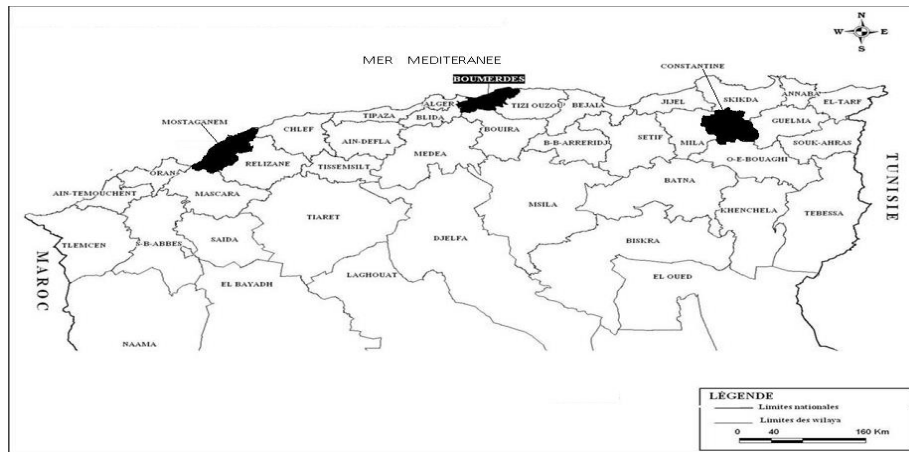 N
W E
S
MER MEDITERANEE
CONSTANTINE
BOUMERDES
ANNABA
ALGER
TIZI OUZOU
BEJAIA
JIJEL
SKIKDA
EL-TARF
TIPAZA
BLIDA
GUELMA
MOSTAGANEM
CHLEF
BOUIRA
AIN-DEFLA
B-B-ARRERIDJ
SETIF
MILA
SOUK-AHRAS
MEDEA
O-E-BOUAGHI
RELIZANE
TISSEMSILT
ORAN
BATNA
AIN-TEMOUCHENT
MASCARA
MSILA
KHENCHELA
TEBESSA
TIARET
TUNISIE
DJELFA
BISKRA
TLEMCEN
S-B-ABBES
SAIDA
MAROC
LAGHOUAT
EL OUED
EL BAYADH
NAAMA
LÈGENDE
Limites nationales
Limites des wilaya
0 40 160 Km